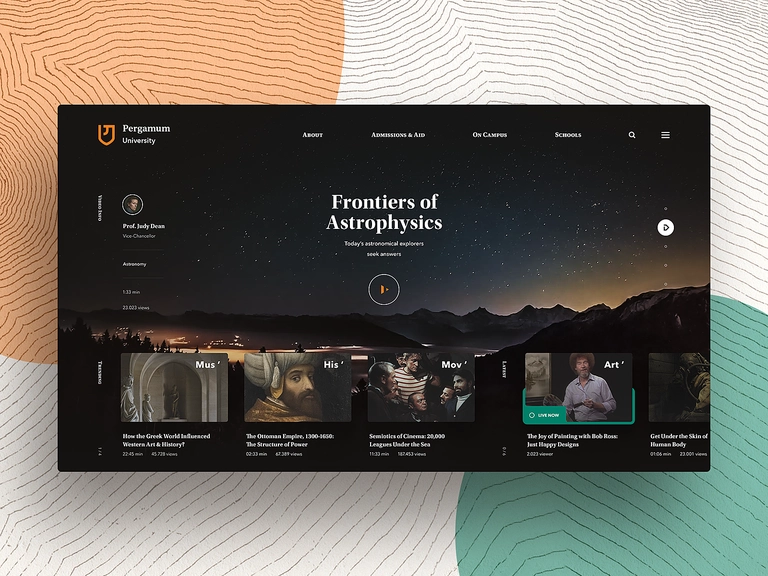 Pergamum
University
About
Admissions & Aid
On Campus
Schools
Video Info
Prof. Judy Dean
Vice-Chancellor
Astronomy
1:33 min
23.023 views
Frontiers of
Astrophysics
Today's astronomical explorers
seek answers
Trending
1 / 4
Mus ’
How the Greek World Influenced
Western Art & History?
22:45 min 45.728 views
His ’
The Ottoman Empire, 1300-1650:
The Structure of Power
02:33 min 67.389 views
Mov ’
Semiotics of Cinema: 20,000
Leagues Under the Sea
11:33 min 187.453 views
Latest
Art ’
LIVE NOW
The Joy of Painting with Bob Ross:
Just Happy Designs
2.023 viewer
Get Under the Skin of
Human Body
01:06 min 23.001 views